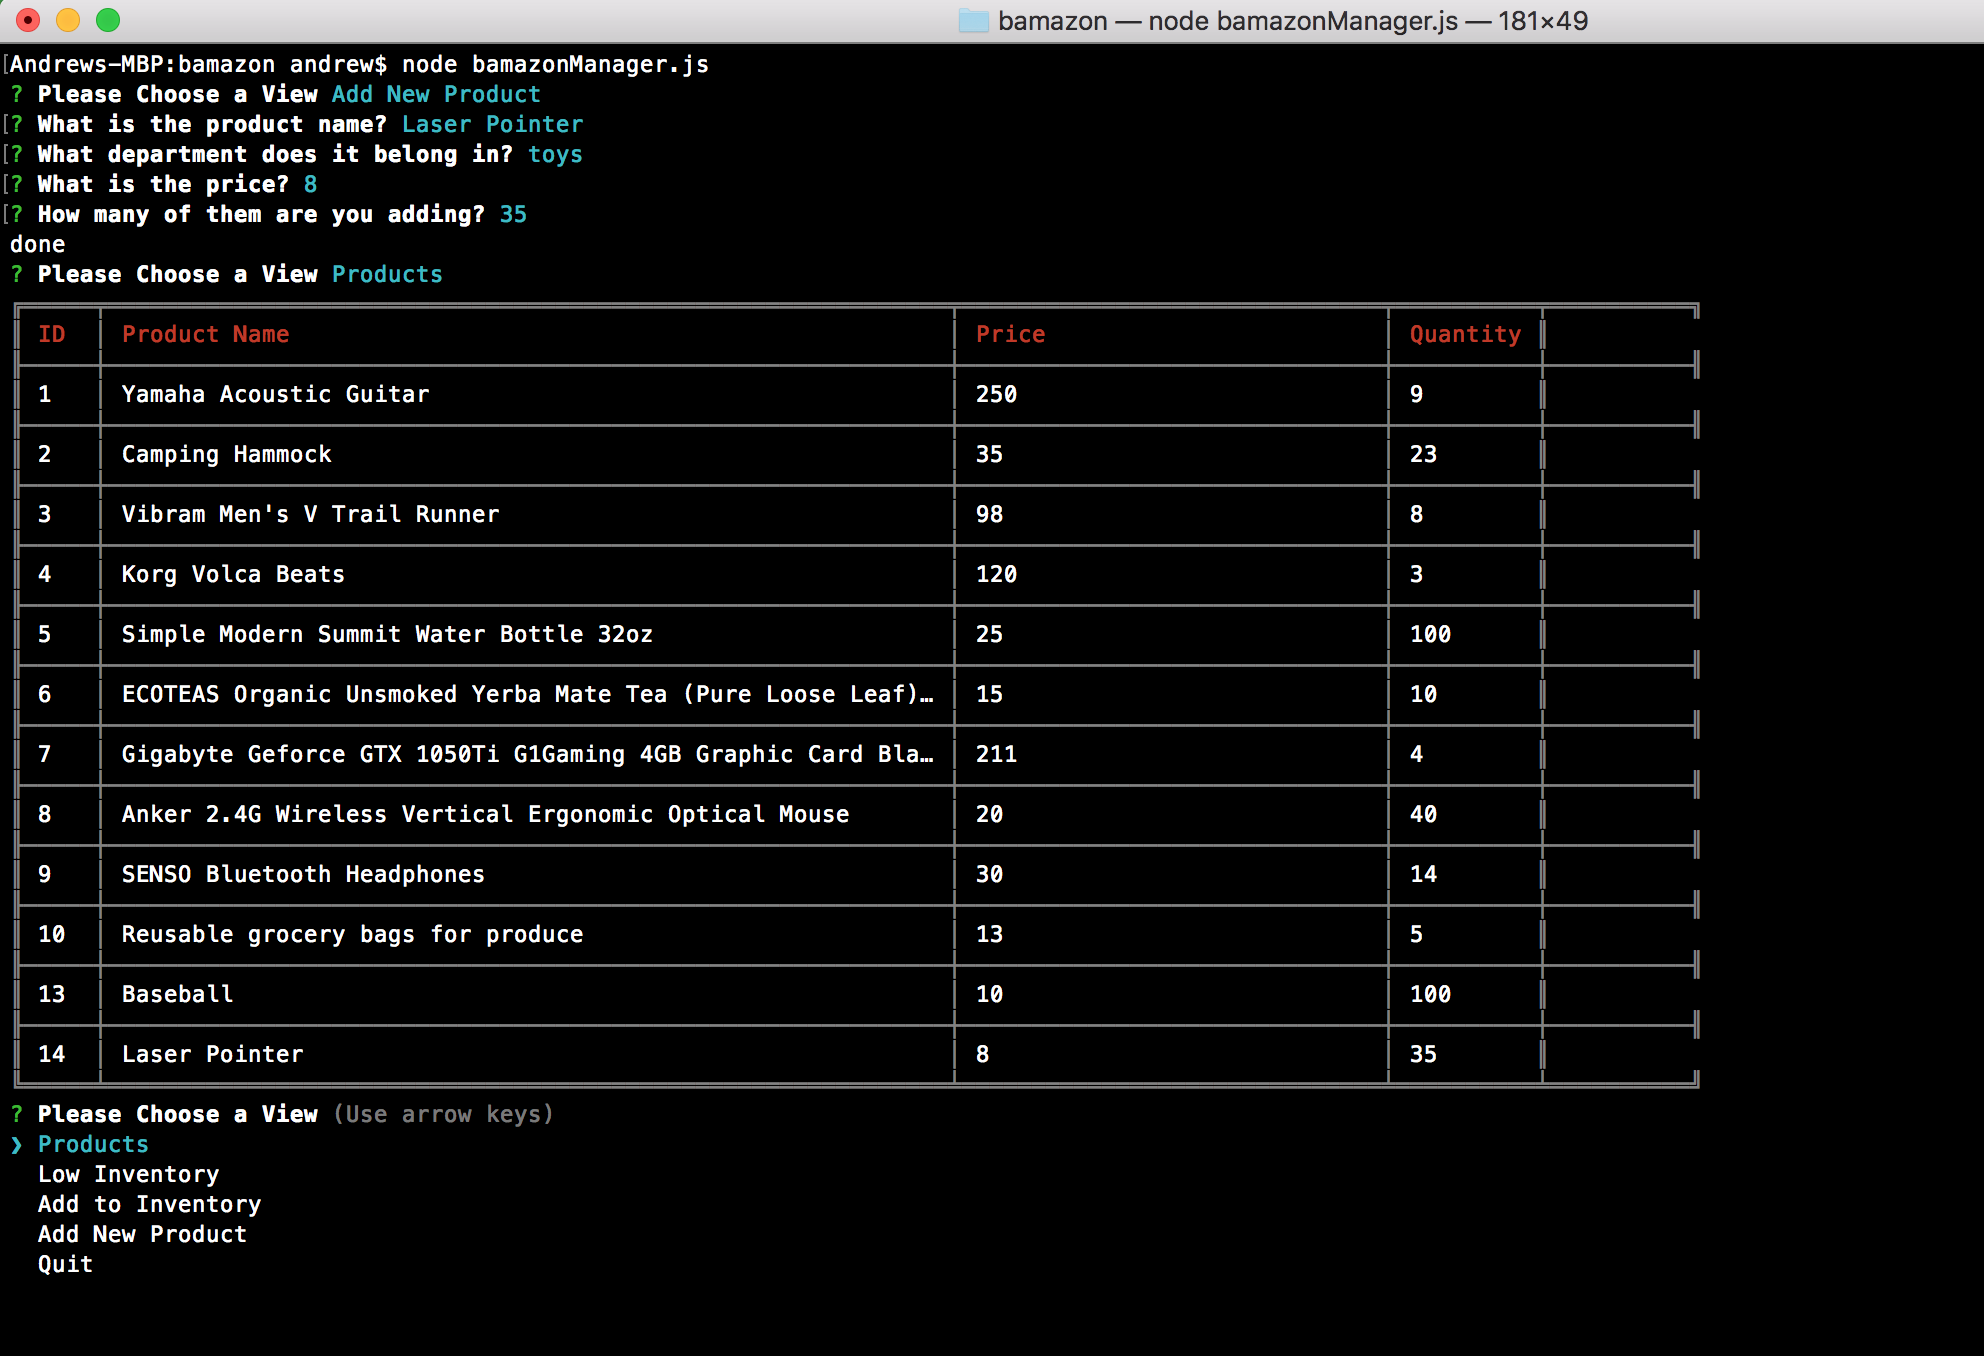 bamazon — node bamazonManager.js — 181×49
[Andrews-MBP:bamazon andrew$ node bamazonManager.js
? Please Choose a View Add New Product
[? What is the product name? Laser Pointer
[? What department does it belong in? toys
[? What is the price? 8
[? How many of them are you adding? 35
done
? Please Choose a View Products
ID Product Name Price Quantity
1 Yamaha Acoustic Guitar 250 9
2 Camping Hammock 35 23
3 Vibram Men's V Trail Runner 98 8
4 Korg Volca Beats 120 3
5 Simple Modern Summit Water Bottle 32oz 25 100
6 ECOTEAS Organic Unsmoked Yerba Mate Tea (Pure Loose Leaf)… 15 10
7 Gigabyte Geforce GTX 1050Ti G1Gaming 4GB Graphic Card Bla… 211 4
8 Anker 2.4G Wireless Vertical Ergonomic Optical Mouse 20 40
9 SENSO Bluetooth Headphones 30 14
10 Reusable grocery bags for produce 13 5
13 Baseball 10 100
14 Laser Pointer 8 35
? Please Choose a View (Use arrow keys)
❯ Products
Low Inventory
Add to Inventory
Add New Product
Quit